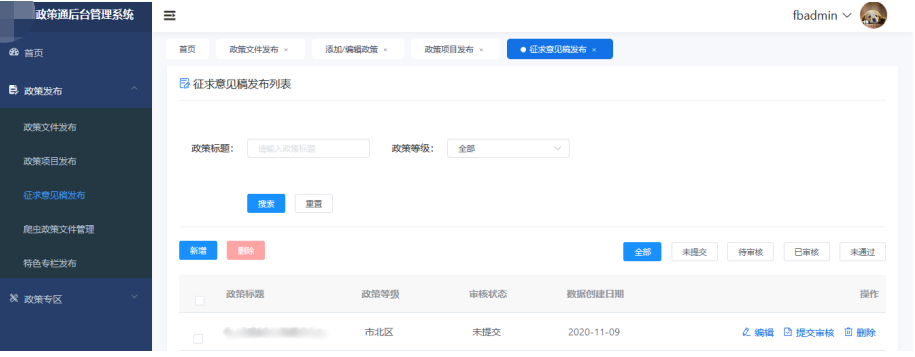 政策通后台管理系统
fbadmin
首页
政策发布
政策文件发布
政策项目发布
征求意见稿发布
爬虫政策文件管理
特色专栏发布
政策专区
首页 政策文件发布 × 添加/编辑政策 × 政策项目发布 × 征求意见稿发布 ×
征求意见稿发布列表
政策标题: 请输入政策标题 政策等级: 全部
搜索 重置
新增 删除 全部 未提交 待审核 已审核 未通过
政策标题 政策等级 审核状态 数据创建日期 操作
市北区 未提交 2020-11-09 编辑 提交审核 删除